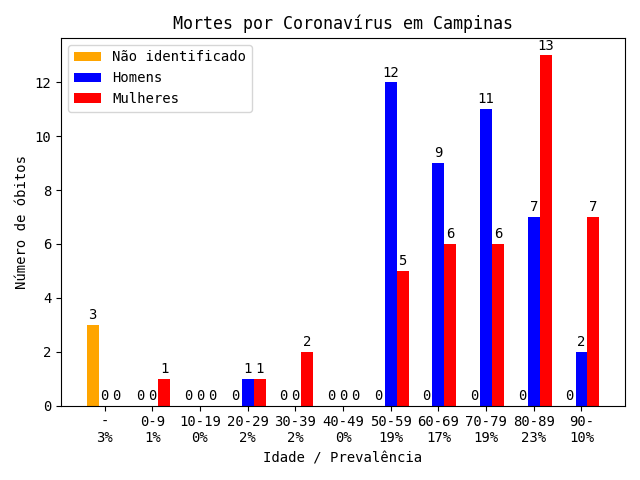 Mortes por Coronavírus em Campinas
Não identificado
Homens
Mulheres
Número de óbitos
12
10
8
6
4
2
0
3 0 0
0 0 1
0 0 0
0 1 1
0 0 2
0 0 0
0 12 5
0 9 6
0 11 6
0 7 13
0 2 7
- 0-9 10-19 20-29 30-39 40-49 50-59 60-69 70-79 80-89 90-
3% 1% 0% 2% 2% 0% 19% 17% 19% 23% 10%
Idade / Prevalência